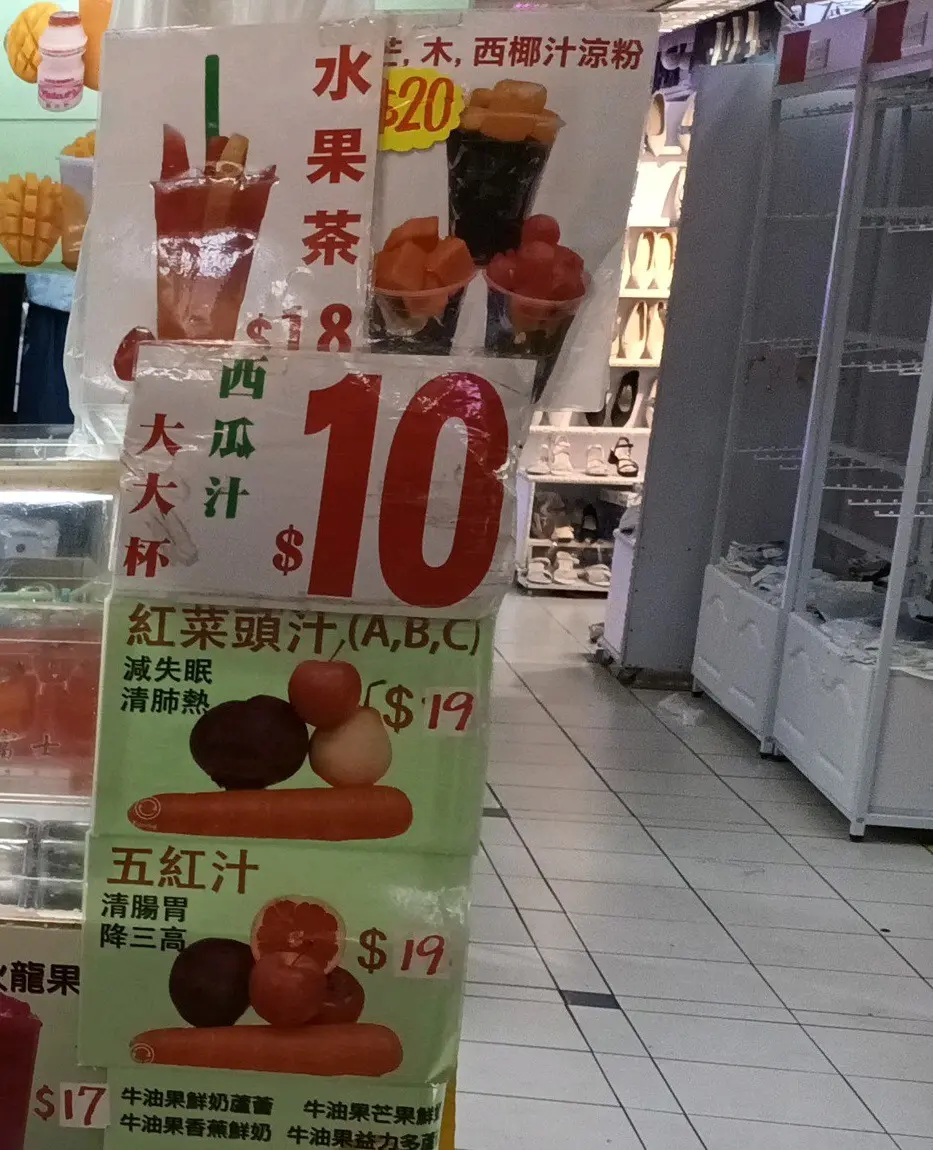 水果茶
$18
芒,木,西椰汁涼粉
$20
西瓜汁
大大杯
$10
紅菜頭汁(A,B,C)
減失眠
清肺熱
$19
五紅汁
清腸胃
降三高
$19
火龍果
$17
牛油果鮮奶蘆薈
牛油果芒果鮮奶
牛油果香蕉鮮奶
牛油果益力多蘆